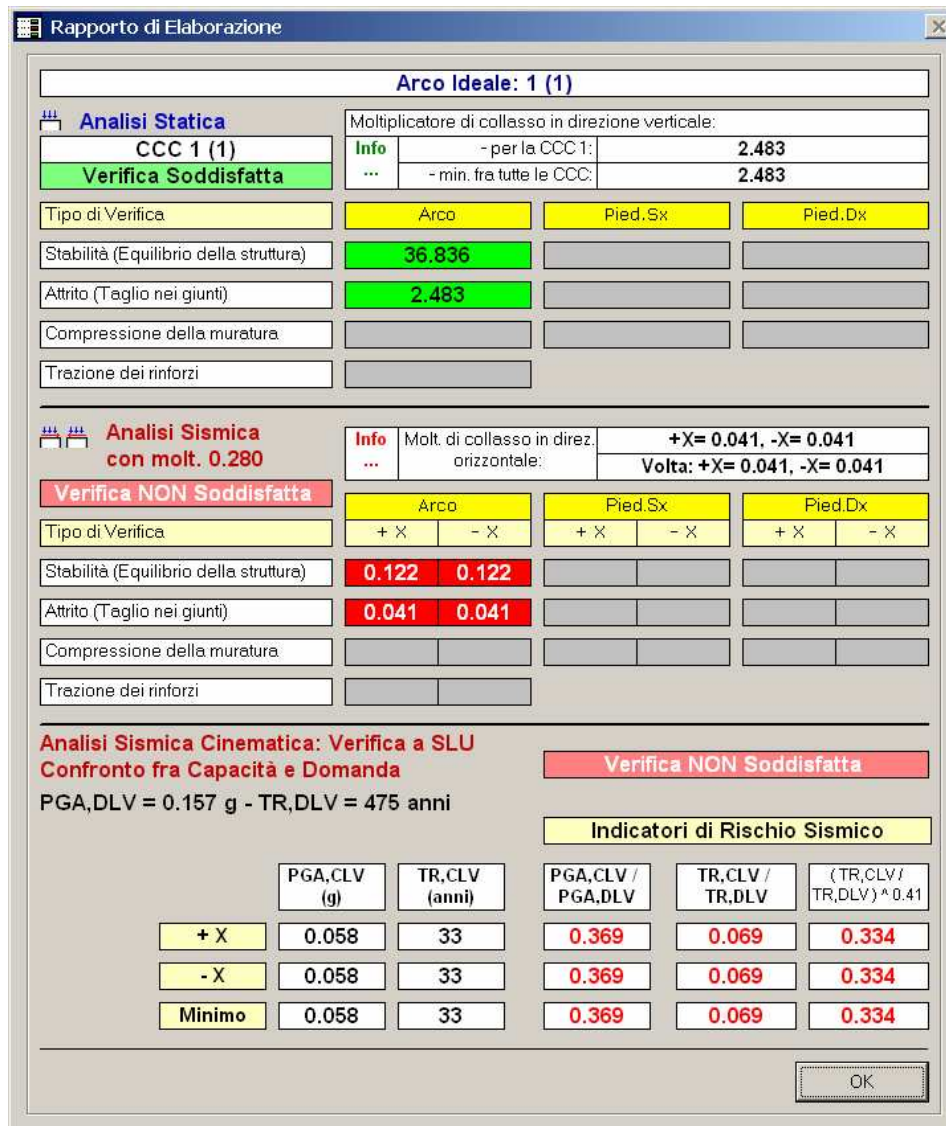 Rapporto di Elaborazione
Arco Ideale: 1 (1)
Analisi Statica
CCC 1 (1)
Verifica Soddisfatta
Moltiplicatore di collasso in direzione verticale:
Info ... - per la CCC 1: 2.483
- min. fra tutte le CCC: 2.483
Tipo di Verifica Arco Pied.Sx Pied.Dx
Stabilità (Equilibrio della struttura) 36.836
Attrito (Taglio nei giunti) 2.483
Compressione della muratura
Trazione dei rinforzi
Analisi Sismica
con molt. 0.280
Verifica NON Soddisfatta
Info ... Molt. di collasso in direz. orizzontale: +X= 0.041, -X= 0.041
Volta: +X= 0.041, -X= 0.041
Arco Pied.Sx Pied.Dx
Tipo di Verifica + X - X + X - X + X - X
Stabilità (Equilibrio della struttura) 0.122 0.122
Attrito (Taglio nei giunti) 0.041 0.041
Compressione della muratura
Trazione dei rinforzi
Analisi Sismica Cinematica: Verifica a SLU
Confronto fra Capacità e Domanda
Verifica NON Soddisfatta
PGA,DLV = 0.157 g - TR,DLV = 475 anni
Indicatori di Rischio Sismico
PGA,CLV (g) TR,CLV (anni) PGA,CLV / PGA,DLV TR,CLV / TR,DLV (TR,CLV / TR,DLV) ^ 0.41
+ X 0.058 33 0.369 0.069 0.334
- X 0.058 33 0.369 0.069 0.334
Minimo 0.058 33 0.369 0.069 0.334
OK